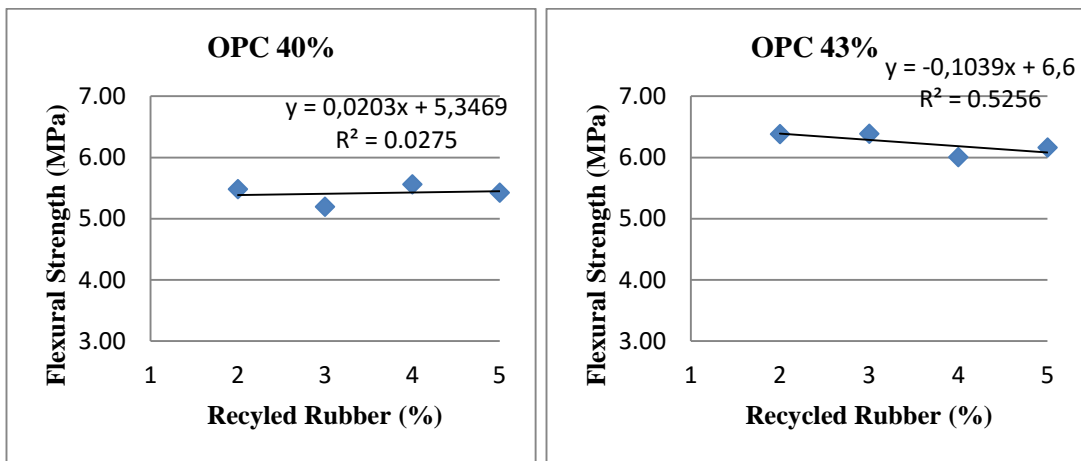 OPC 40%
y = 0,0203x + 5,3469
R² = 0.0275
7.00
6.00
5.00
4.00
3.00
1 2 3 4 5
Flexural Strength (MPa)
Recyled Rubber (%)
OPC 43%
y = -0,1039x + 6,6
R² = 0.5256
7.00
6.00
5.00
4.00
3.00
1 2 3 4 5
Flexural Strength (MPa)
Recycled Rubber (%)